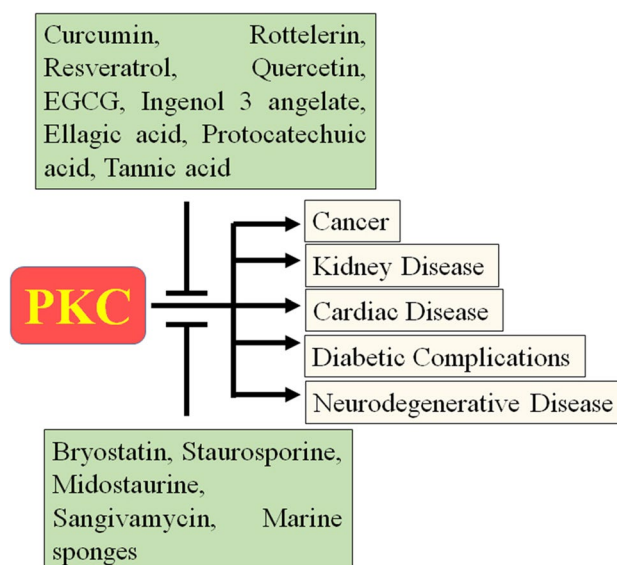 Curcumin, Rottelerin,
Resveratrol, Quercetin,
EGCG, Ingenol 3 angelate,
Ellagic acid, Protocatechuic
acid, Tannic acid
PKC
Cancer
Kidney Disease
Cardiac Disease
Diabetic Complications
Neurodegenerative Disease
Bryostatin, Staurosporine,
Midostaurine,
Sangivamycin, Marine
sponges